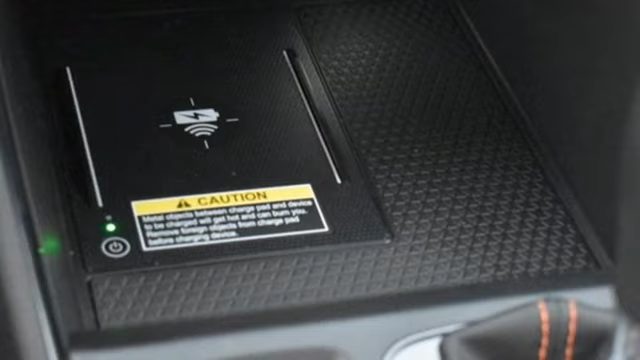 CAUTION
Metal objects between charge pad and device
to be charged will get hot and can burn you.
Remove foreign objects from charge pad
before charging device.